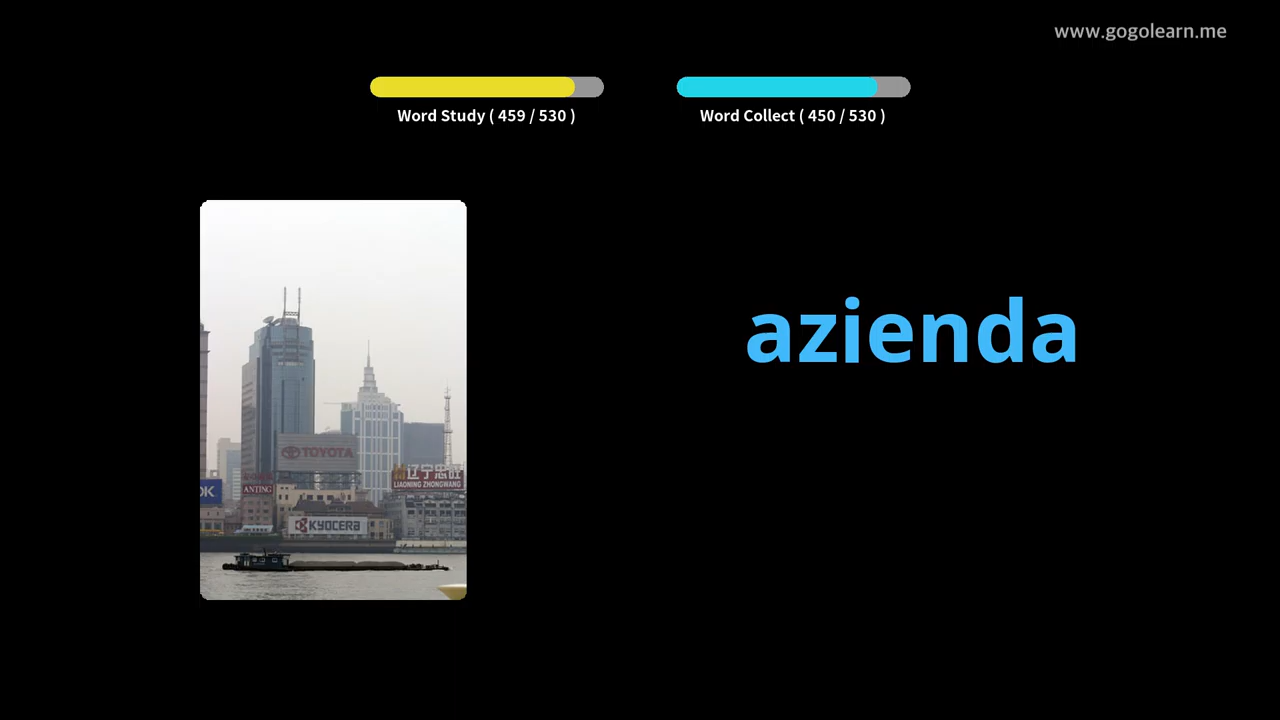 www.gogolearn.me
Word Study ( 459 / 530 )
Word Collect ( 450 / 530 )
azienda
TOYOTA
辽宁忠旺
LIAONING ZHONGWANG
OK
ANTING
KYOCERA